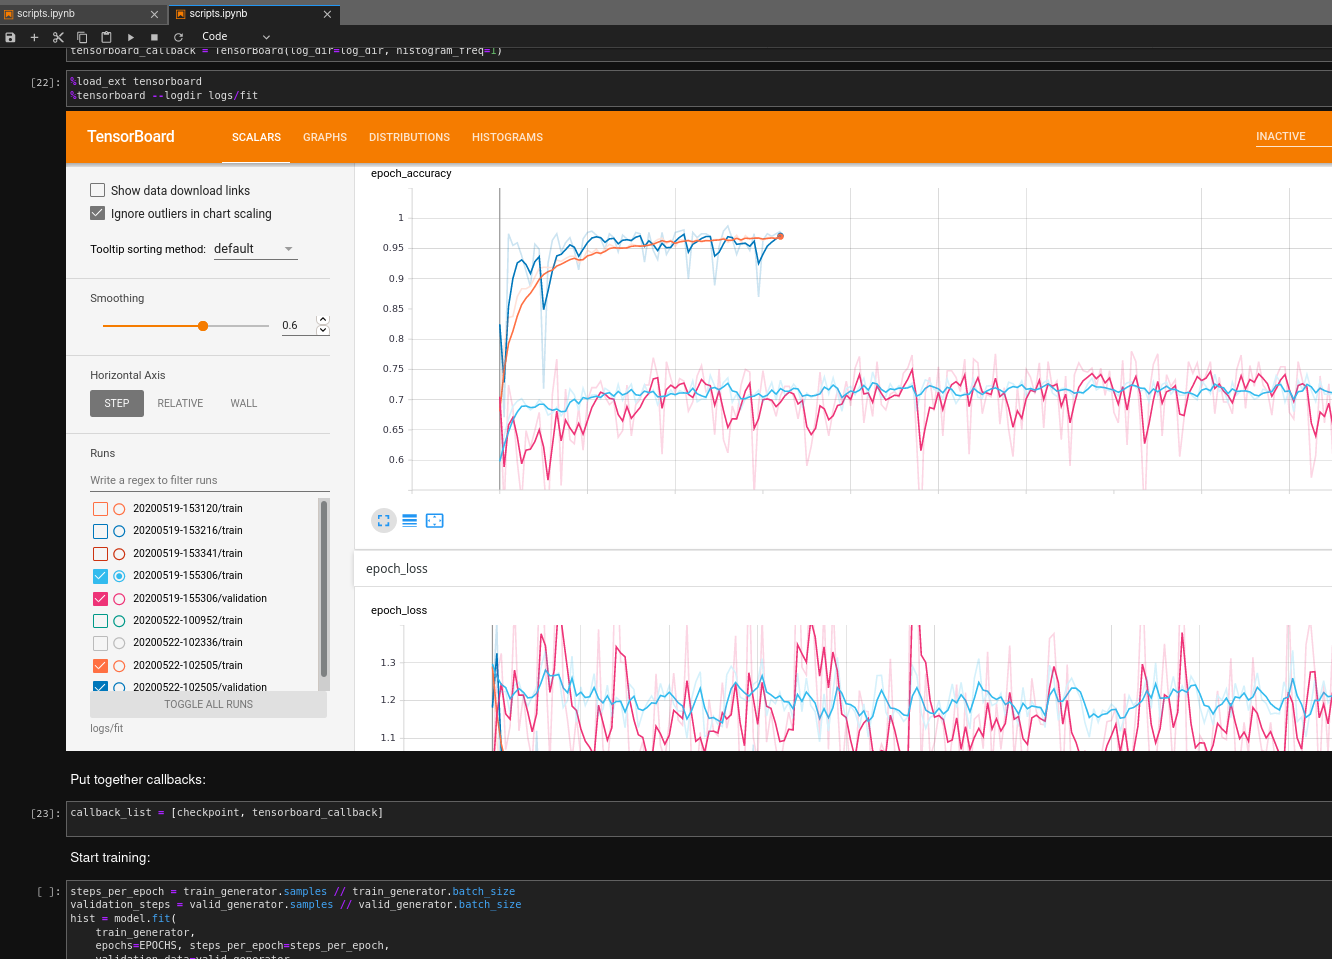 scripts.ipynb
scripts.ipynb
Code
tensorboard_callback = TensorBoard(log_dir=log_dir, histogram_freq=1)
[22]:
%load_ext tensorboard
%tensorboard --logdir logs/fit
TensorBoard SCALARS GRAPHS DISTRIBUTIONS HISTOGRAMS INACTIVE
Show data download links
Ignore outliers in chart scaling
Tooltip sorting method: default
Smoothing
0.6
Horizontal Axis
STEP RELATIVE WALL
Runs
Write a regex to filter runs
20200519-153120/train
20200519-153216/train
20200519-153341/train
20200519-155306/train
20200519-155306/validation
20200522-100952/train
20200522-102336/train
20200522-102505/train
20200522-102505/validation
TOGGLE ALL RUNS
logs/fit
epoch_accuracy
1
0.95
0.9
0.85
0.8
0.75
0.7
0.65
0.6
epoch_loss
epoch_loss
1.3
1.2
1.1
Put together callbacks:
[23]:
callback_list = [checkpoint, tensorboard_callback]
Start training:
[ ]:
steps_per_epoch = train_generator.samples // train_generator.batch_size
validation_steps = valid_generator.samples // valid_generator.batch_size
hist = model.fit(
train_generator,
epochs=EPOCHS, steps_per_epoch=steps_per_epoch,
validation_data=valid_generator,